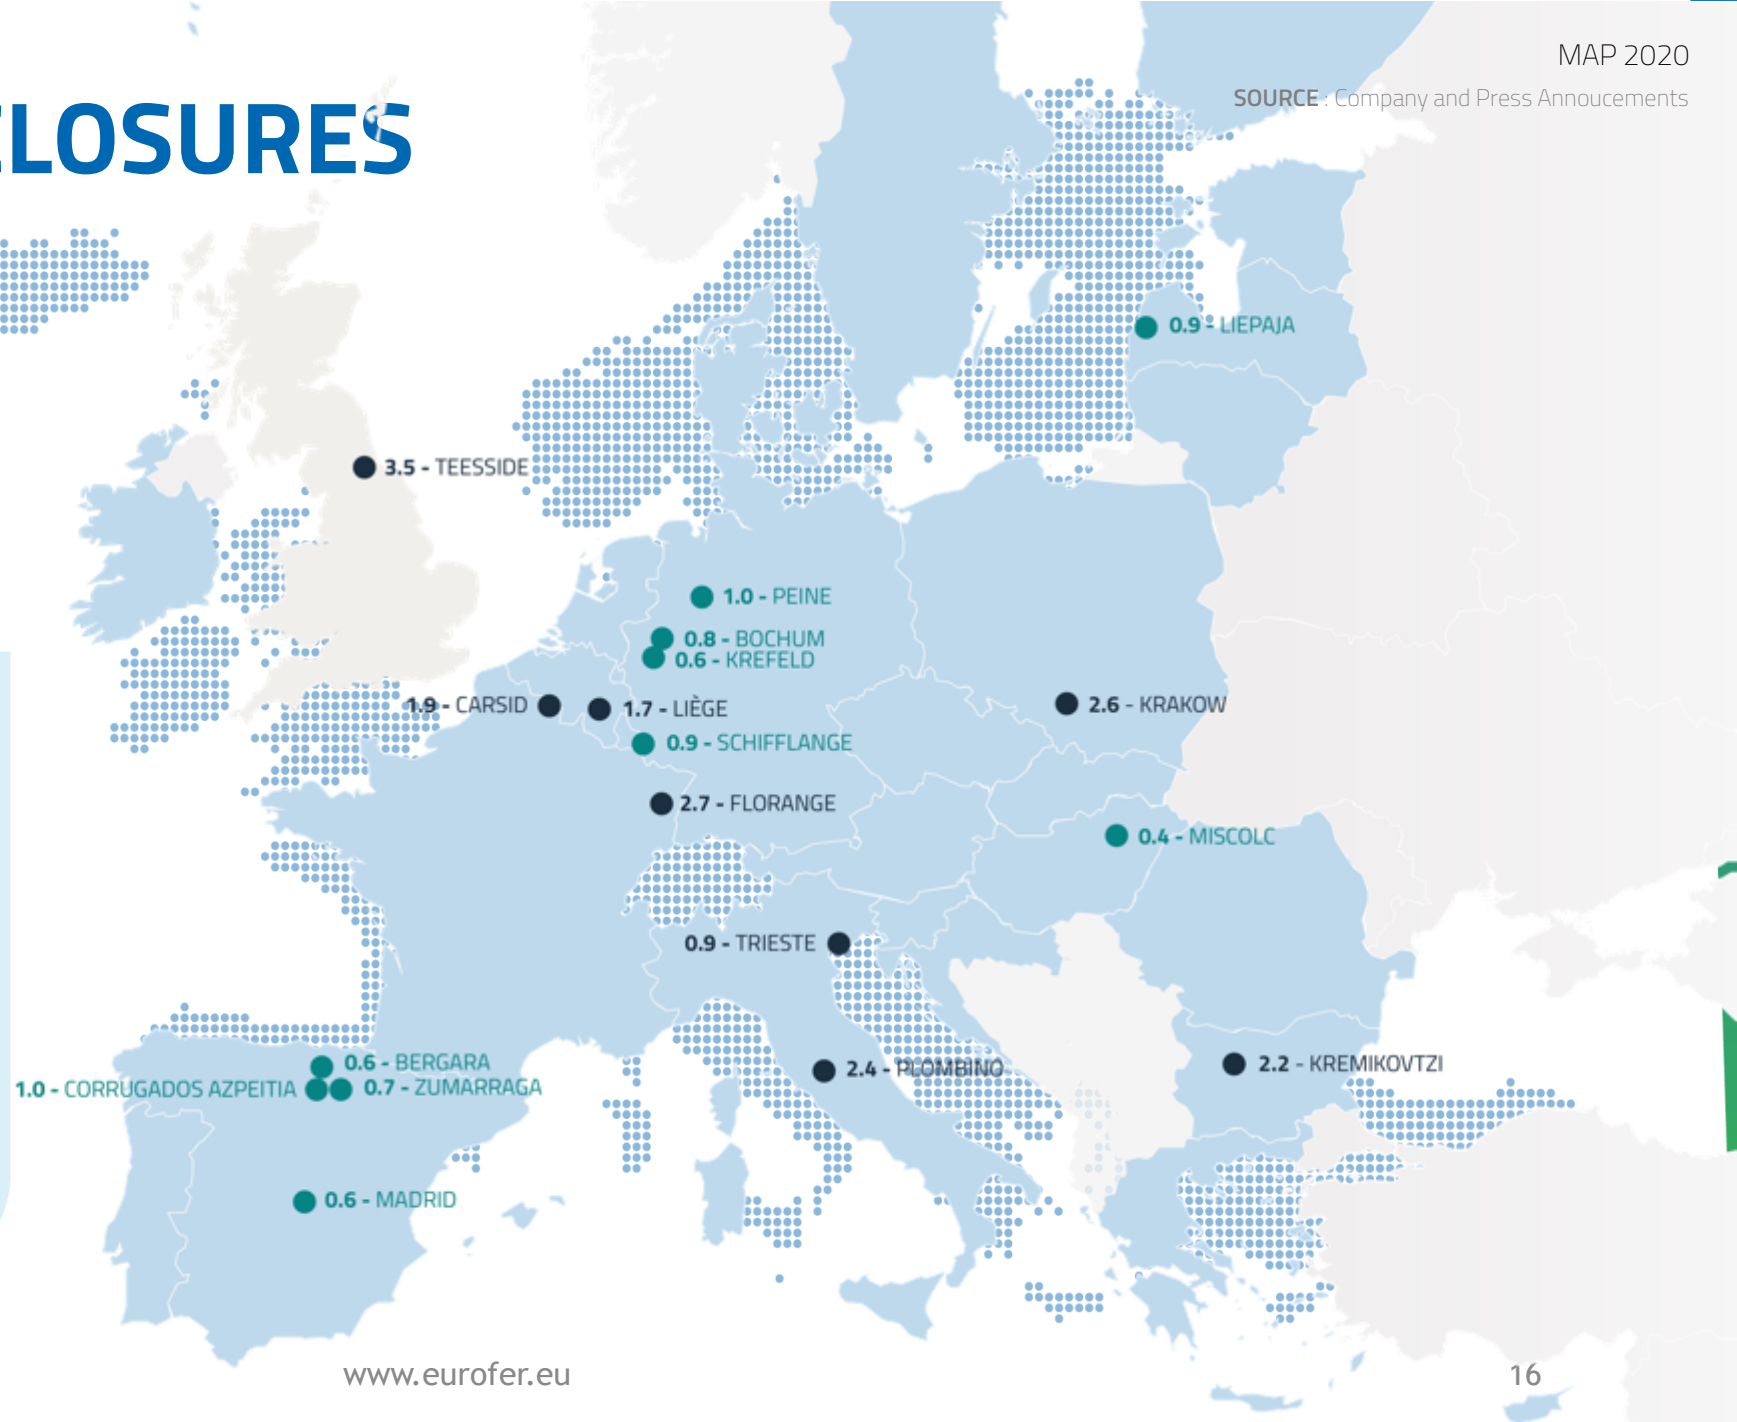 MAP 2020
SOURCE : Company and Press Annoucements
CLOSURES
0.9 - LIEPAJA
3.5 - TEESSIDE
1.0 - PEINE
0.8 - BOCHUM
0.6 - KREFELD
1.9 - CARSID
1.7 - LIÈGE
2.6 - KRAKOW
0.9 - SCHIFFLANGE
2.7 - FLORANGE
0.4 - MISCOLC
0.9 - TRIESTE
0.6 - BERGARA
2.4 - PLOMBINO
2.2 - KREMIKOVTZI
1.0 - CORRUGADOS AZPEITIA
0.7 - ZUMARRAGA
0.6 - MADRID
www.eurofer.eu
16